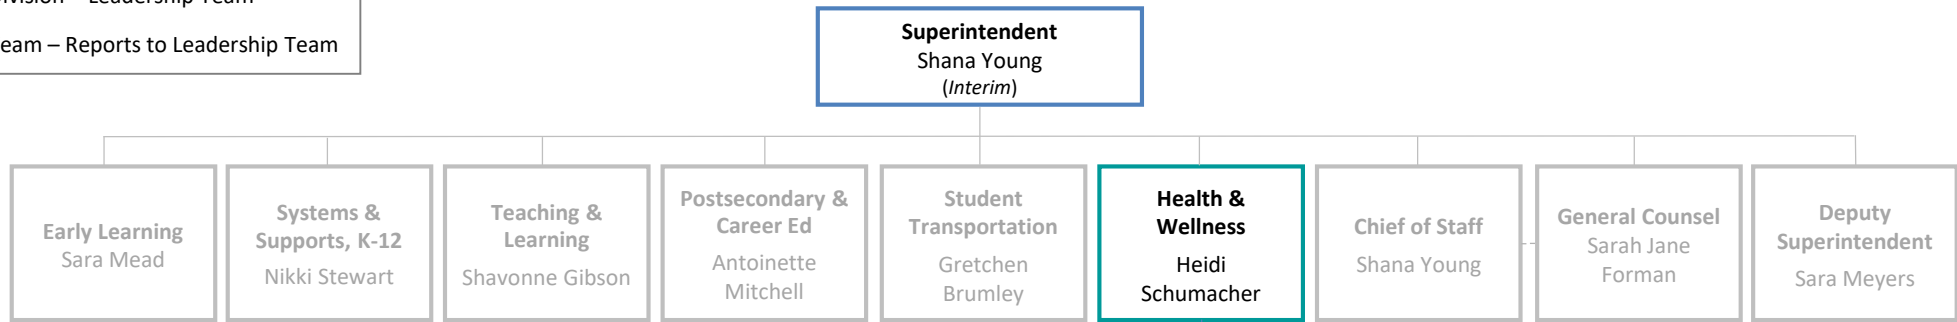 – Leadership Team
– Reports to Leadership Team
Superintendent
Shana Young
(Interim)
Early Learning
Sara Mead
Systems &
Supports, K-12
Nikki Stewart
Teaching &
Learning
Shavonne Gibson
Postsecondary &
Career Ed
Antoinette
Mitchell
Student
Transportation
Gretchen
Brumley
Health &
Wellness
Heidi
Schumacher
Chief of Staff
Shana Young
General Counsel
Sarah Jane
Forman
Deputy
Superintendent
Sara Meyers